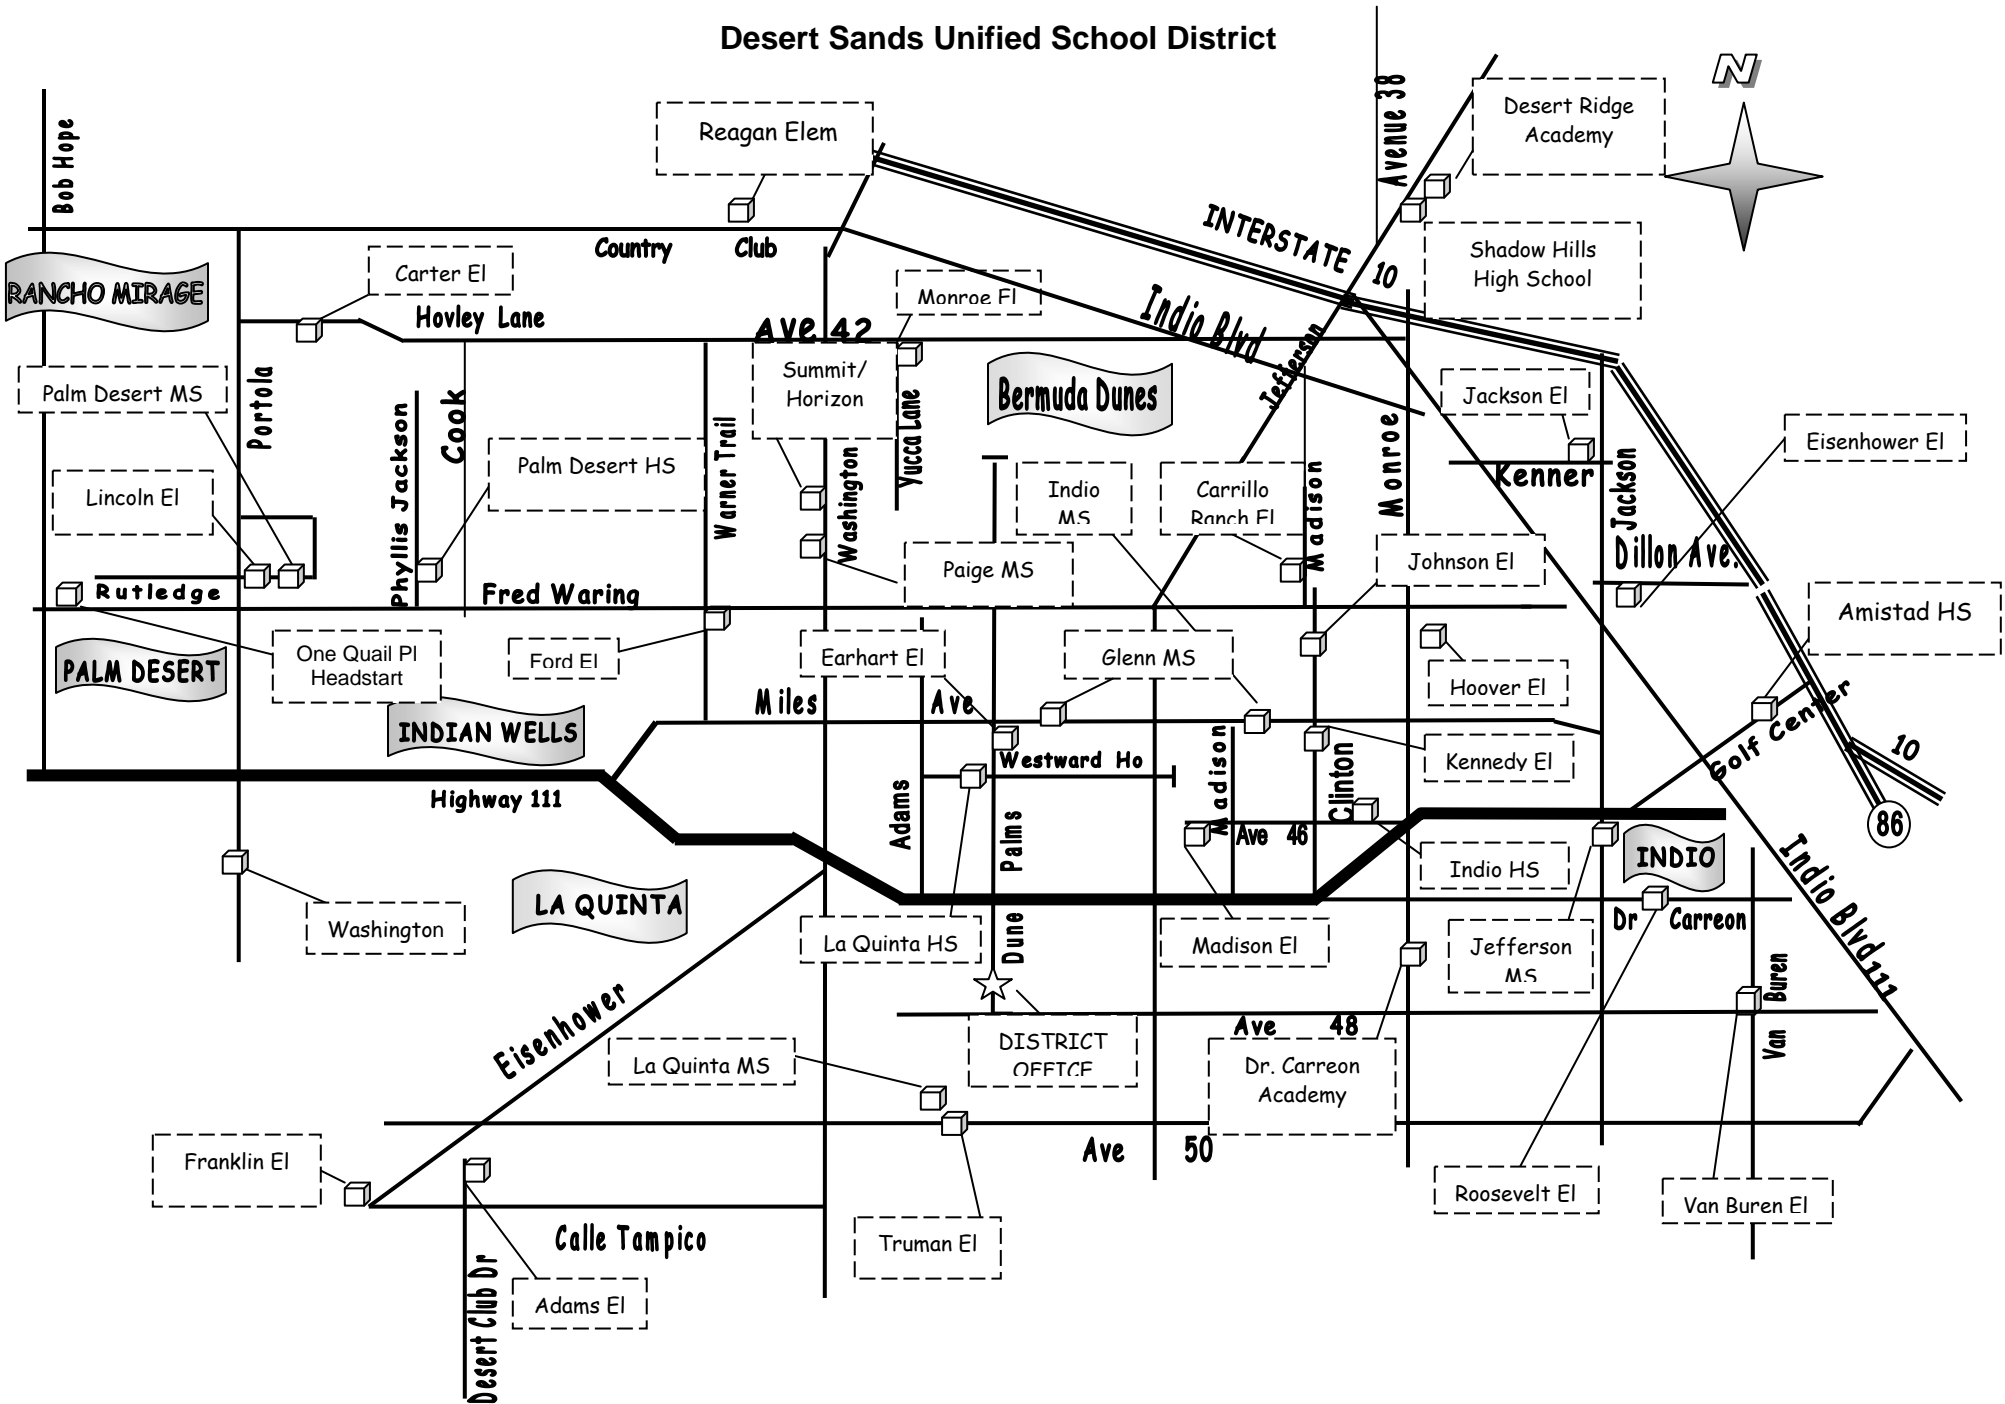 Desert Sands Unified School District
N
Bob Hope
Reagan Elem
Avenue 38
Desert Ridge
Academy
INTERSTATE 10
Shadow Hills
High School
Country Club
RANCHO MIRAGE
Carter El
Hovley Lane
Monroe El
AVE 42
Indio Blvd
Jefferson
Summit/
Horizon
Bermuda Dunes
Palm Desert MS
Portola
Phyllis Jackson
Cook
Warner Trail
Washington
Yucca Lane
Jackson El
Monroe
Kenner
Jackson
Eisenhower El
Lincoln El
Palm Desert HS
Indio
MS
Carrillo
Ranch El
Madison
Paige MS
Johnson El
Dillon Ave.
Rutledge
Fred Waring
Amistad HS
PALM DESERT
One Quail Pl
Headstart
Ford El
Earhart El
Glenn MS
Hoover El
INDIAN WELLS
Miles Ave
Westward Ho
Madison
Clinton
Kennedy El
Golf Center
10
86
Highway 111
Adams
Dune Palms
Ave 46
Indio HS
INDIO
Indio Blvd 111
LA QUINTA
Washington
La Quinta HS
Madison El
Jefferson
MS
Dr Carreon
Van Buren
Eisenhower
La Quinta MS
DISTRICT
OFFICE
Ave 48
Dr. Carreon
Academy
Ave 50
Franklin El
Roosevelt El
Van Buren El
Calle Tampico
Truman El
Desert Club Dr
Adams El